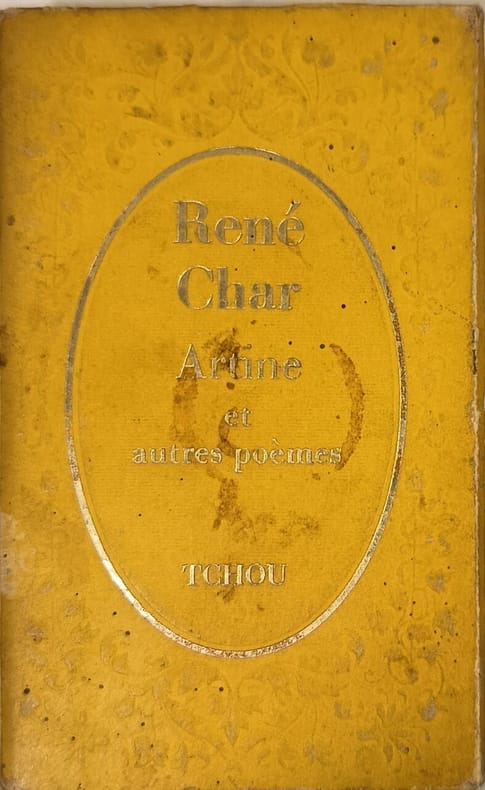 René
Char
Artine
et
autres poèmes
TCHOU